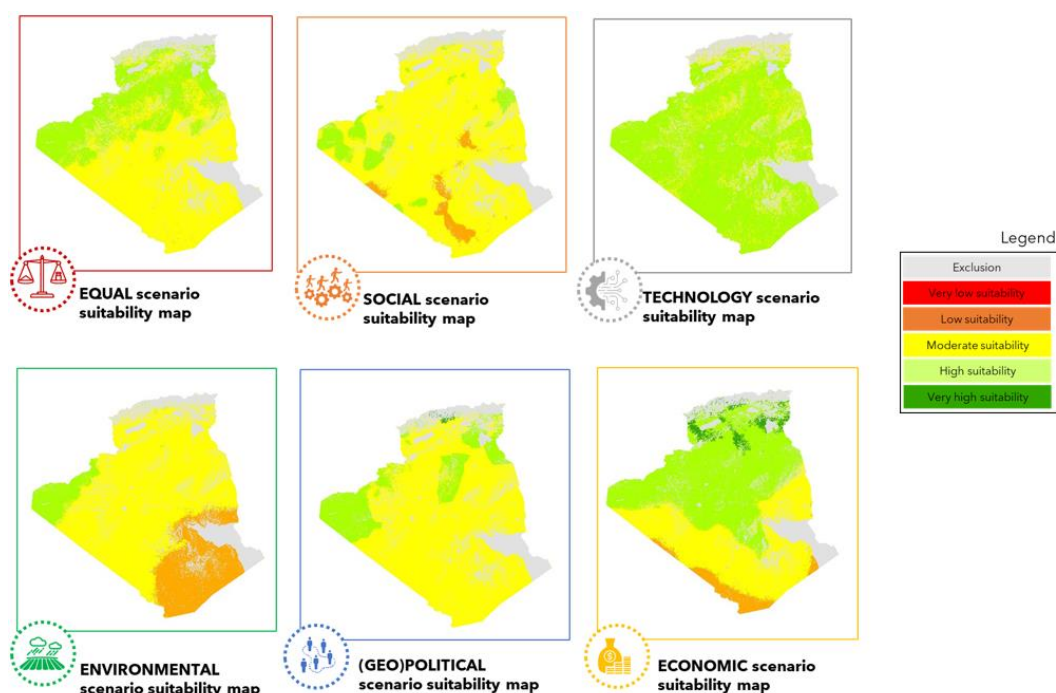 EQUAL scenario
suitability map
SOCIAL scenario
suitability map
TECHNOLOGY scenario
suitability map
Legend
Exclusion
Very low suitability
Low suitability
Moderate suitability
High suitability
Very high suitability
ENVIRONMENTAL
scenario suitability map
(GEO)POLITICAL
scenario suitability map
ECONOMIC scenario
suitability map